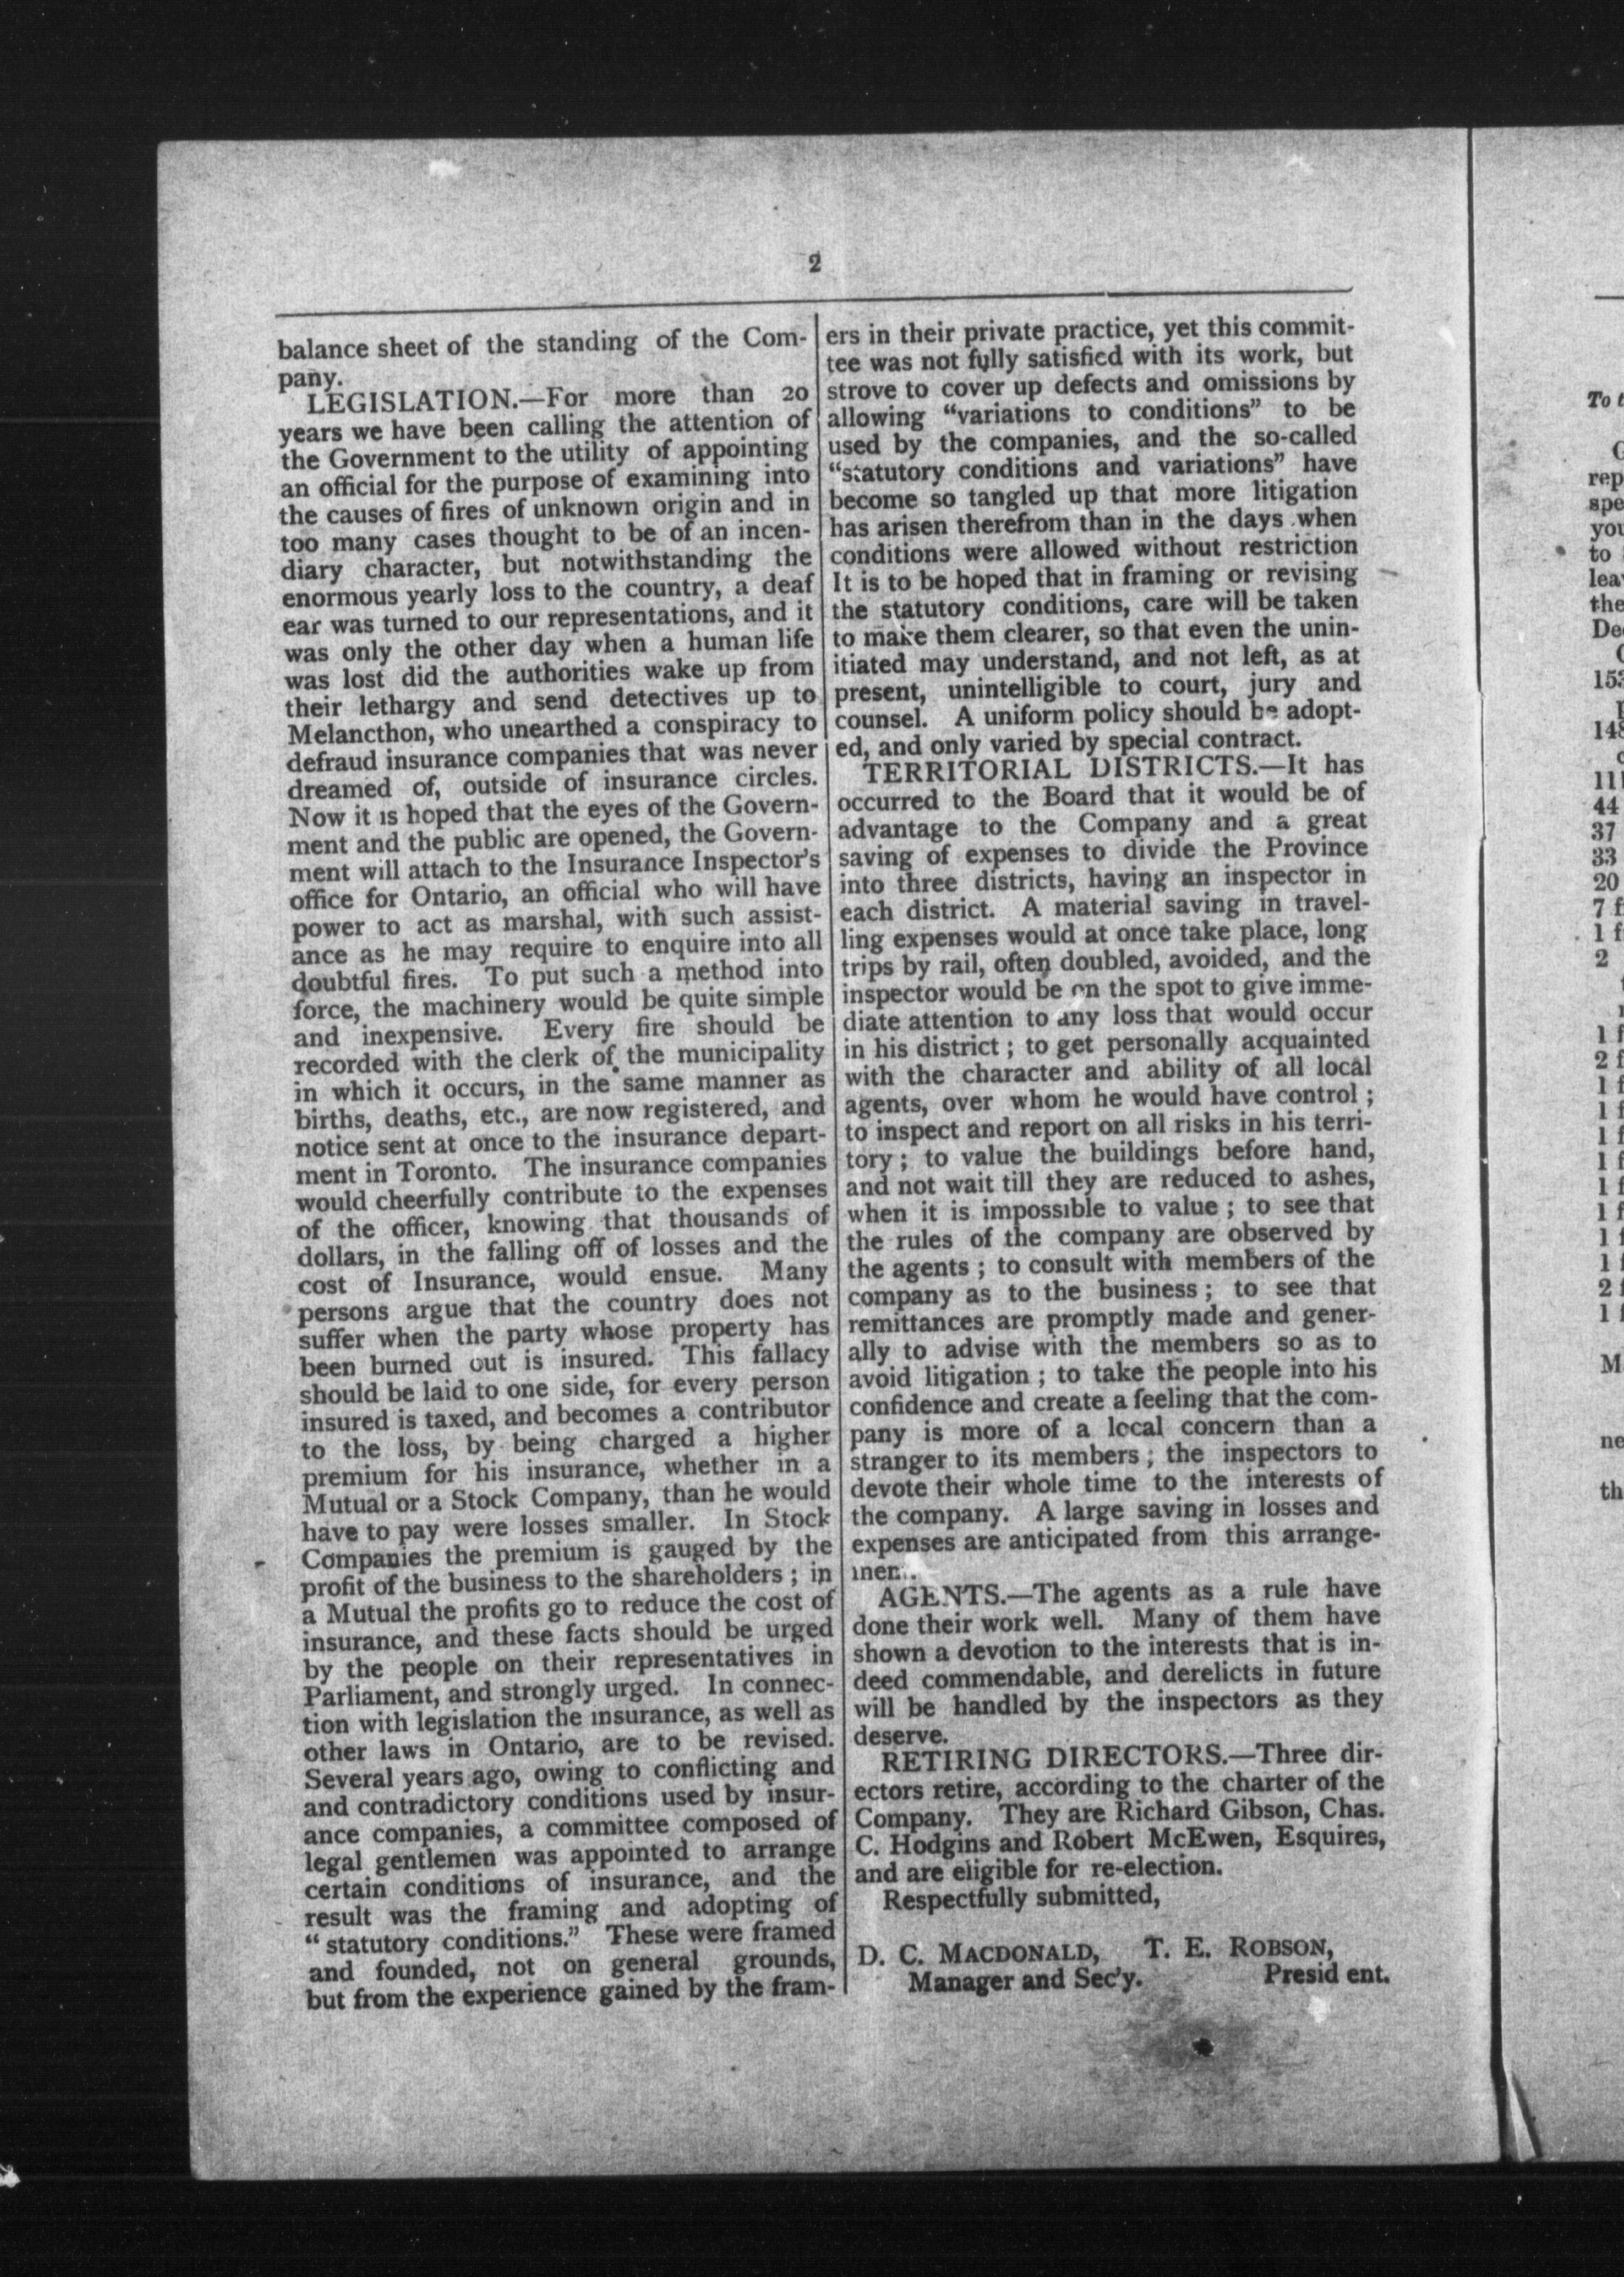 2
balance sheet of the standing of the Com-
pany.
LEGISLATION.—For more than 20
years we have been calling the attention of
the Government to the utility of appointing
an official for the purpose of examining into
the causes of fires of unknown origin and in
too many cases thought to be of an incen-
diary character, but notwithstanding the
enormous yearly loss to the country, a deaf
ear was turned to our representations, and it
was only the other day when a human life
was lost did the authorities wake up from
their lethargy and send detectives up to
Melancthon, who unearthed a conspiracy to
defraud insurance companies that was never
dreamed of, outside of insurance circles.
Now it is hoped that the eyes of the Govern-
ment and the public are opened, the Govern-
ment will attach to the Insurance Inspector's
office for Ontario, an official who will have
power to act as marshal, with such assist-
ance as he may require to enquire into all
doubtful fires. To put such a method into
force, the machinery would be quite simple
and inexpensive. Every fire should be
recorded with the clerk of the municipality
in which it occurs, in the same manner as
births, deaths, etc., are now registered, and
notice sent at once to the insurance depart-
ment in Toronto. The insurance companies
would cheerfully contribute to the expenses
of the officer, knowing that thousands of
dollars, in the falling off of losses and the
cost of Insurance, would ensue. Many
persons argue that the country does not
suffer when the party whose property has
been burned out is insured. This fallacy
should be laid to one side, for every person
insured is taxed, and becomes a contributor
to the loss, by being charged a higher
premium for his insurance, whether in a
Mutual or a Stock Company, than he would
have to pay were losses smaller. In Stock
Companies the premium is gauged by the
profit of the business to the shareholders ; in
a Mutual the profits go to reduce the cost of
insurance, and these facts should be urged
by the people on their representatives in
Parliament, and strongly urged. In connec-
tion with legislation the insurance, as well as
other laws in Ontario, are to be revised.
Several years ago, owing to conflicting and
and contradictory conditions used by insur-
ance companies, a committee composed of
legal gentlemen was appointed to arrange
certain conditions of insurance, and the
result was the framing and adopting of
“ statutory conditions.” These were framed
and founded, not on general grounds,
but from the experience gained by the fram-
ers in their private practice, yet this commit-
tee was not fully satisfied with its work, but
strove to cover up defects and omissions by
allowing “variations to conditions” to be
used by the companies, and the so-called
“statutory conditions and variations” have
become so tangled up that more litigation
has arisen therefrom than in the days when
conditions were allowed without restriction
It is to be hoped that in framing or revising
the statutory conditions, care will be taken
to make them clearer, so that even the unin-
itiated may understand, and not left, as at
present, unintelligible to court, jury and
counsel. A uniform policy should be adopt-
ed, and only varied by special contract.
TERRITORIAL DISTRICTS.—It has
occurred to the Board that it would be of
advantage to the Company and a great
saving of expenses to divide the Province
into three districts, having an inspector in
each district. A material saving in travel-
ling expenses would at once take place, long
trips by rail, often doubled, avoided, and the
inspector would be on the spot to give imme-
diate attention to any loss that would occur
in his district ; to get personally acquainted
with the character and ability of all local
agents, over whom he would have control ;
to inspect and report on all risks in his terri-
tory ; to value the buildings before hand,
and not wait till they are reduced to ashes,
when it is impossible to value ; to see that
the rules of the company are observed by
the agents ; to consult with members of the
company as to the business ; to see that
remittances are promptly made and gener-
ally to advise with the members so as to
avoid litigation ; to take the people into his
confidence and create a feeling that the com-
pany is more of a local concern than a
stranger to its members ; the inspectors to
devote their whole time to the interests of
the company. A large saving in losses and
expenses are anticipated from this arrange-
AGENTS.—The agents as a rule have
done their work well. Many of them have
shown a devotion to the interests that is in-
deed commendable, and derelicts in future
will be handled by the inspectors as they
deserve.
RETIRING DIRECTORS.—Three dir-
ectors retire, according to the charter of the
Company. They are Richard Gibson, Chas.
C. Hodgins and Robert McEwen, Esquires,
and are eligible for re-election.
Respectfully submitted,
D. C. MACDONALD, T. E. ROBSON,
Manager and Sec'y. Presid ent.